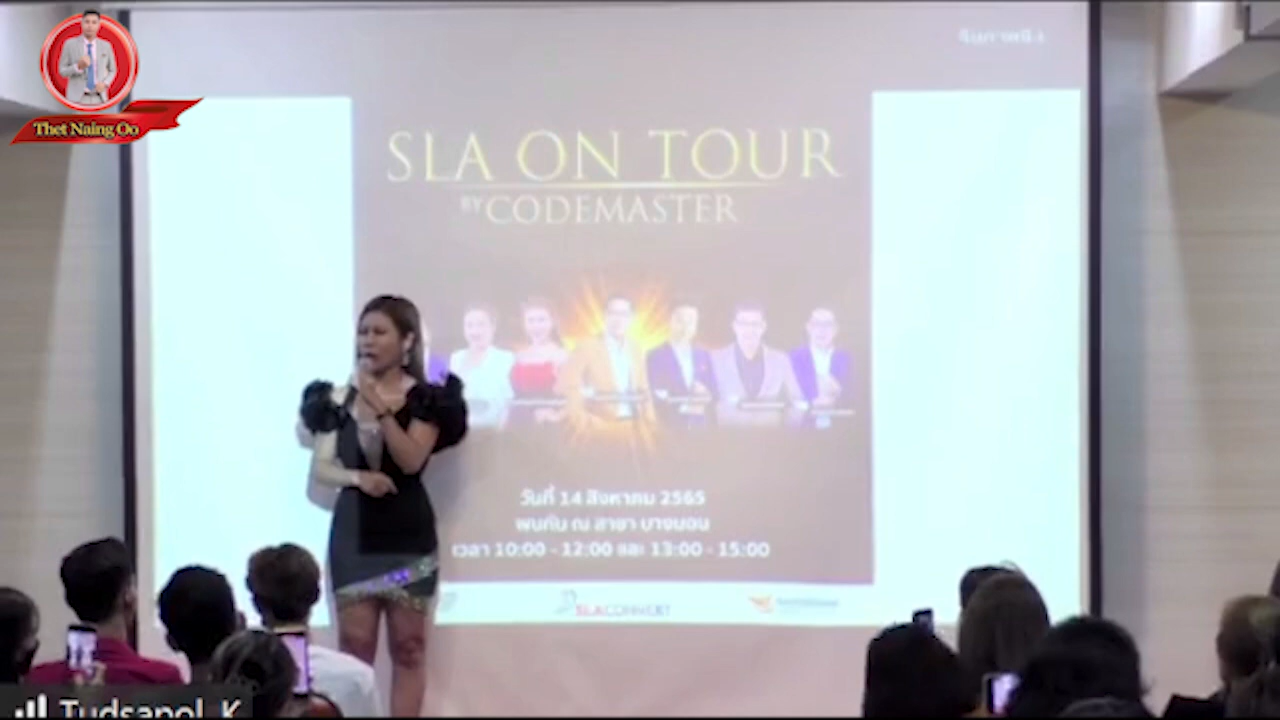 Thet Naing Oo
SLA ON TOUR
BY CODEMASTER
วันที่ 14 สิงหาคม 2565
พบกัน ณ สาขา บางบอน
เวลา 10:00 - 12:00 และ 13:00 - 15:00
SLACONNECT
Tudsapol K